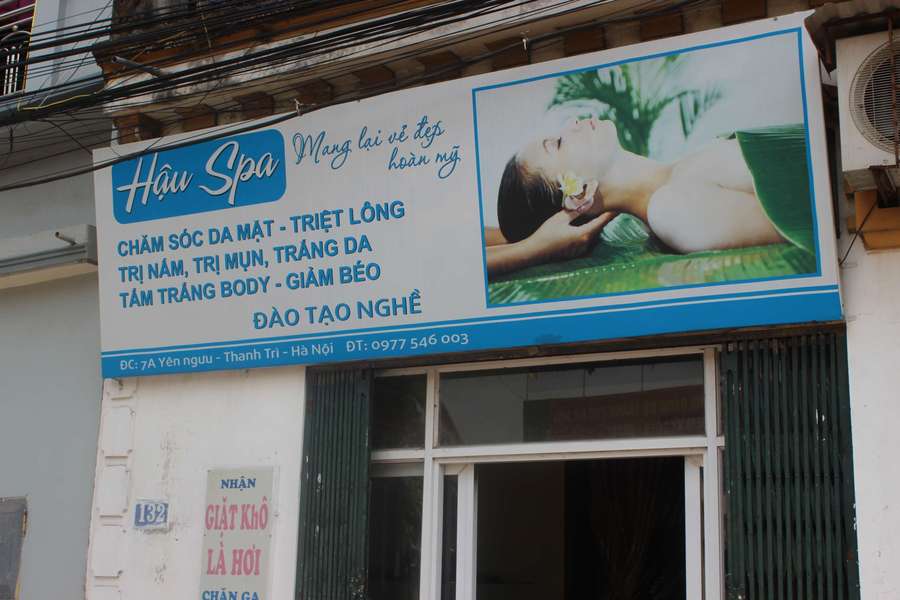 Hậu Spa
Mang lại vẻ đẹp
hoàn mỹ
CHĂM SÓC DA MẶT - TRIỆT LÔNG
TRỊ NÁM, TRỊ MỤN, TRẮNG DA
TẮM TRẮNG BODY - GIẢM BÉO
ĐÀO TẠO NGHỀ
ĐC: 7A Yên ngưu - Thanh Trì - Hà Nội ĐT: 0977 546 003
132
NHẬN
GIẶT KHÔ
LÀ HƠI
CHĂN GA